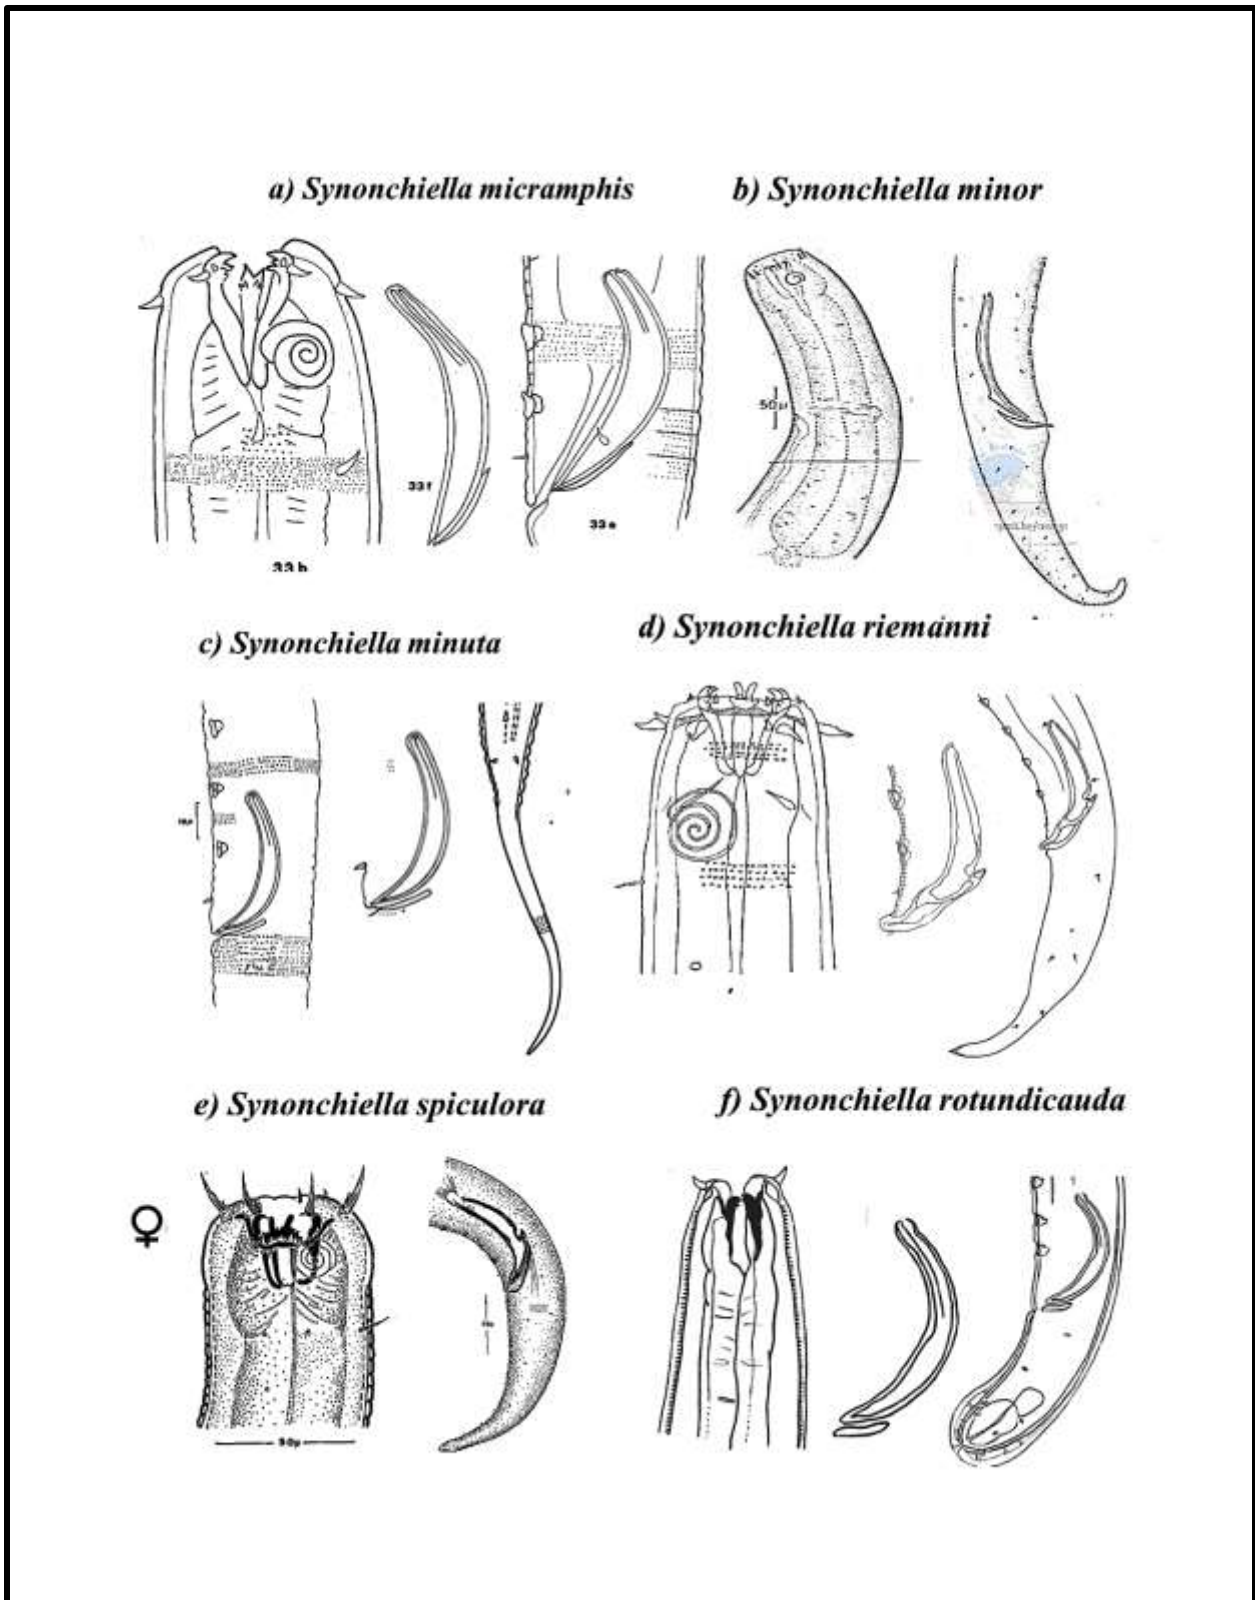 a) Synonchiella micramphis
b) Synonchiella minor
33 f
33 e
33 h
50 µ
c) Synonchiella minuta
d) Synonchiella riemanni
e) Synonchiella spiculora
f) Synonchiella rotundicauda
♀
50µ